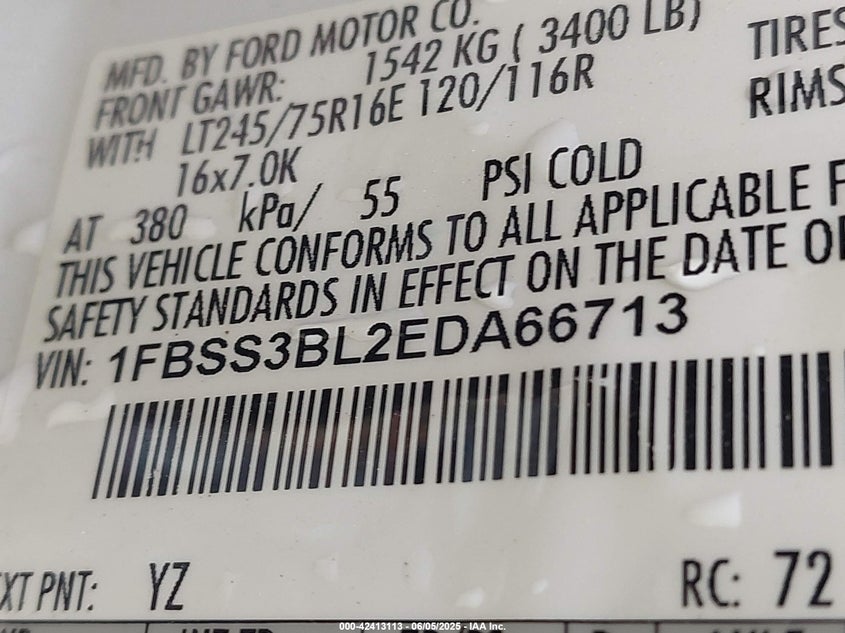 MFD. BY FORD MOTOR CO.
FRONT GAWR: 1542 KG ( 3400 LB) TIRES
WITH LT245/75R16E 120/116R RIMS
16x7.0K
AT 380 kPa/ 55 PSI COLD
THIS VEHICLE CONFORMS TO ALL APPLICABLE F
SAFETY STANDARDS IN EFFECT ON THE DATE OF
VIN: 1FBSS3BL2EDA66713
EXT PNT: YZ RC: 72
000-42413113 - 06/05/2025 - IAA Inc.